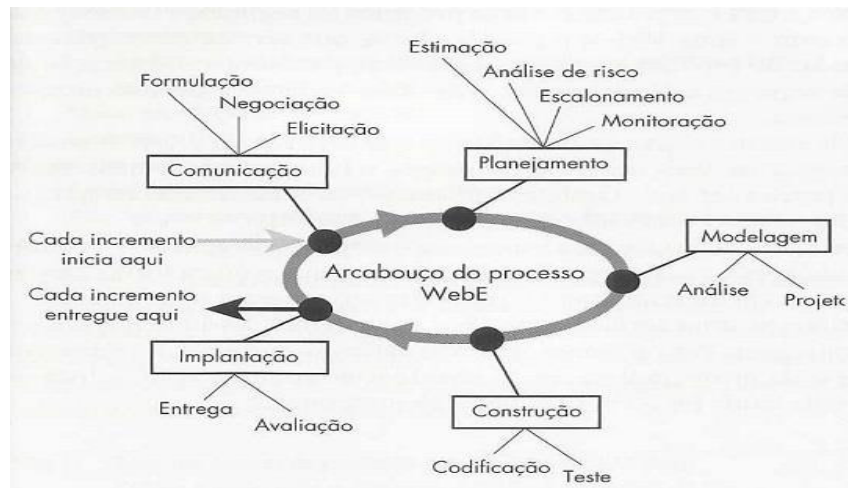 Estimação
Análise de risco
Escalonamento
Monitoração
Planejamento
Formulação
Negociação
Elicitação
Comunicação
Cada incremento
inicia aqui
Cada incremento
entregue aqui
Arcabouço do processo
WebE
Modelagem
Análise
Projeto
Implantação
Entrega
Avaliação
Construção
Codificação
Teste